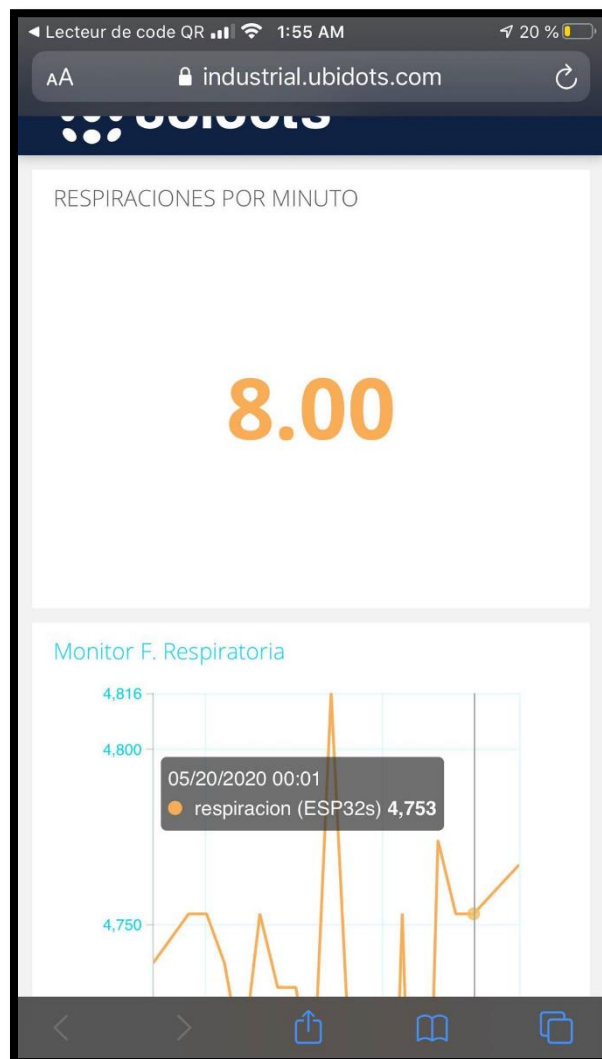 ◀ Lecteur de code QR 1:55 AM 20 %
AA industrial.ubidots.com
ubidots
RESPIRACIONES POR MINUTO
8.00
Monitor F. Respiratoria
4,816
4,800
05/20/2020 00:01
respiracion (ESP32s) 4,753
4,750